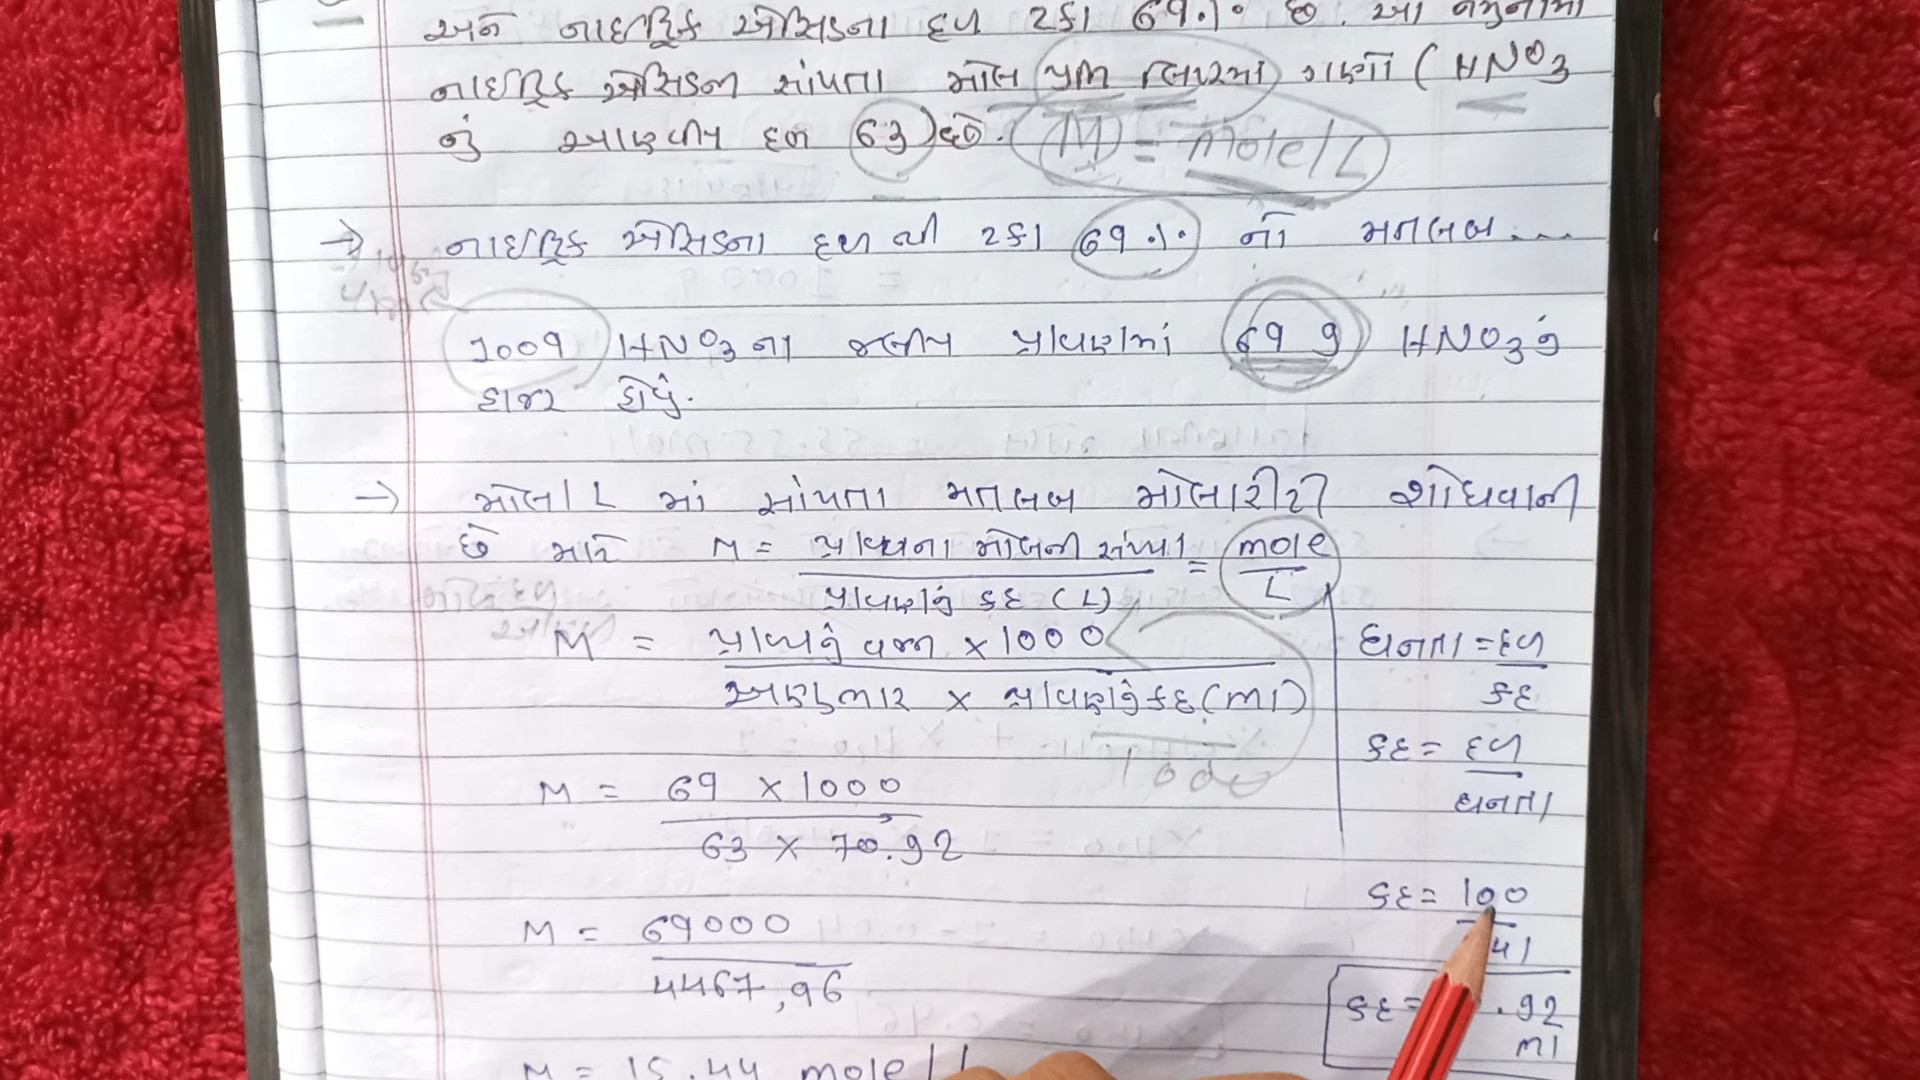 અને નાઇટ્રિક એસિડના દળ ટકા 69% છે. આ નમુનામાં
નાઇટ્રિક એસિડની સાંદ્રતા મોલ પ્રતિ લિટરમાં ગણો (HNO3
નું આણ્વીય દળ 63) છે. (M) = mole/L
→ નાઇટ્રિક એસિડના દળ થી ટકા 69% નો મતલબ ....
100g HNO3 ના જલીય દ્રાવણમાં 69 g HNO3 નું
હાજર હોવું.
→ મોલ/L માં સાંદ્રતા મતલબ મોલારીટી શોધવાની
છે માટે M = દ્રાવ્યના મોલની સંખ્યા = mole
દ્રાવણનું કદ (L) L
M = દ્રાવ્યનું વજન x 1000
અણુભાર x દ્રાવણનું કદ (ml)
1000
ઘનતા = દળ
કદ
કદ = દળ
ઘનતા
M = 69 x 1000
63 x 70.92
કદ = 100
41
M = 69000
4467.96
કદ = .92
ml
M = 15.44 mole/L